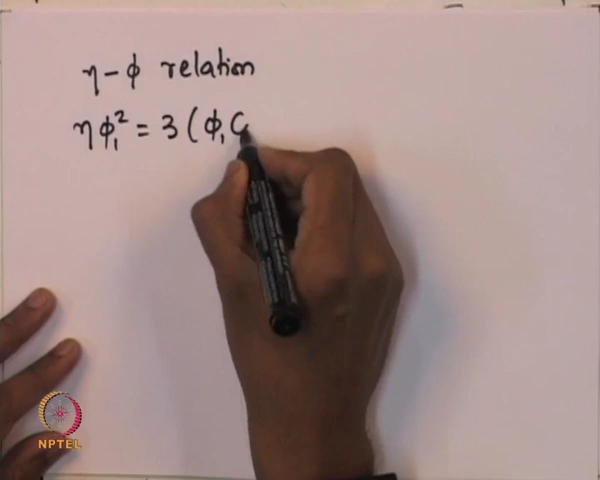 η-ϕ relation
ηϕ₁² = 3(ϕ₁C
NPTEL